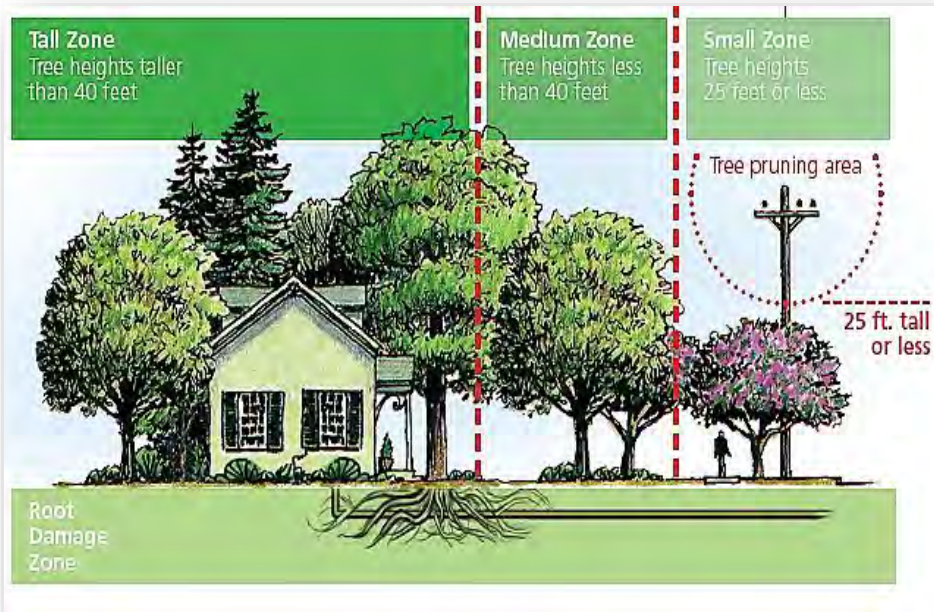 Tall Zone
Tree heights taller
than 40 feet
Medium Zone
Tree heights less
than 40 feet
Small Zone
Tree heights
25 feet or less
Tree pruning area
25 ft. tall
or less
Root
Damage
Zone